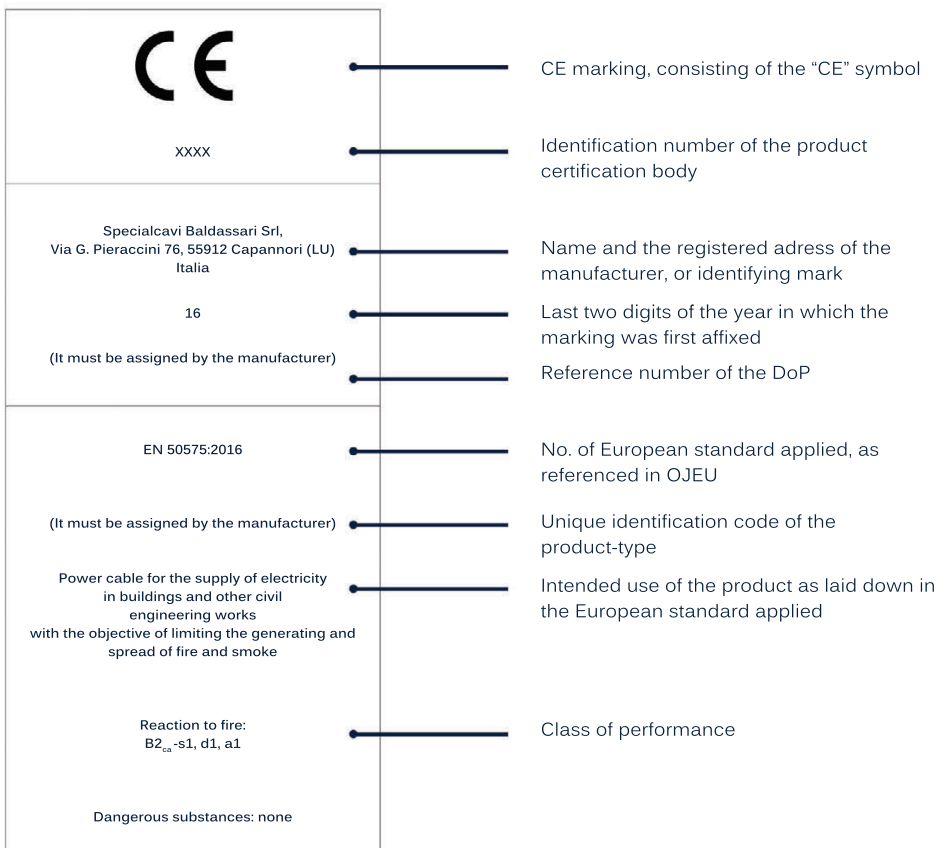 CE
CE marking, consisting of the “CE” symbol
XXXX
Identification number of the product
certification body
Specialcavi Baldassari Srl,
Via G. Pieraccini 76, 55912 Capannori (LU)
Italia
Name and the registered adress of the
manufacturer, or identifying mark
16
Last two digits of the year in which the
marking was first affixed
(It must be assigned by the manufacturer)
Reference number of the DoP
EN 50575:2016
No. of European standard applied, as
referenced in OJEU
(It must be assigned by the manufacturer)
Unique identification code of the
product-type
Power cable for the supply of electricity
in buildings and other civil
engineering works
with the objective of limiting the generating and
spread of fire and smoke
Intended use of the product as laid down in
the European standard applied
Reaction to fire:
B2ca-s1, d1, a1
Class of performance
Dangerous substances: none